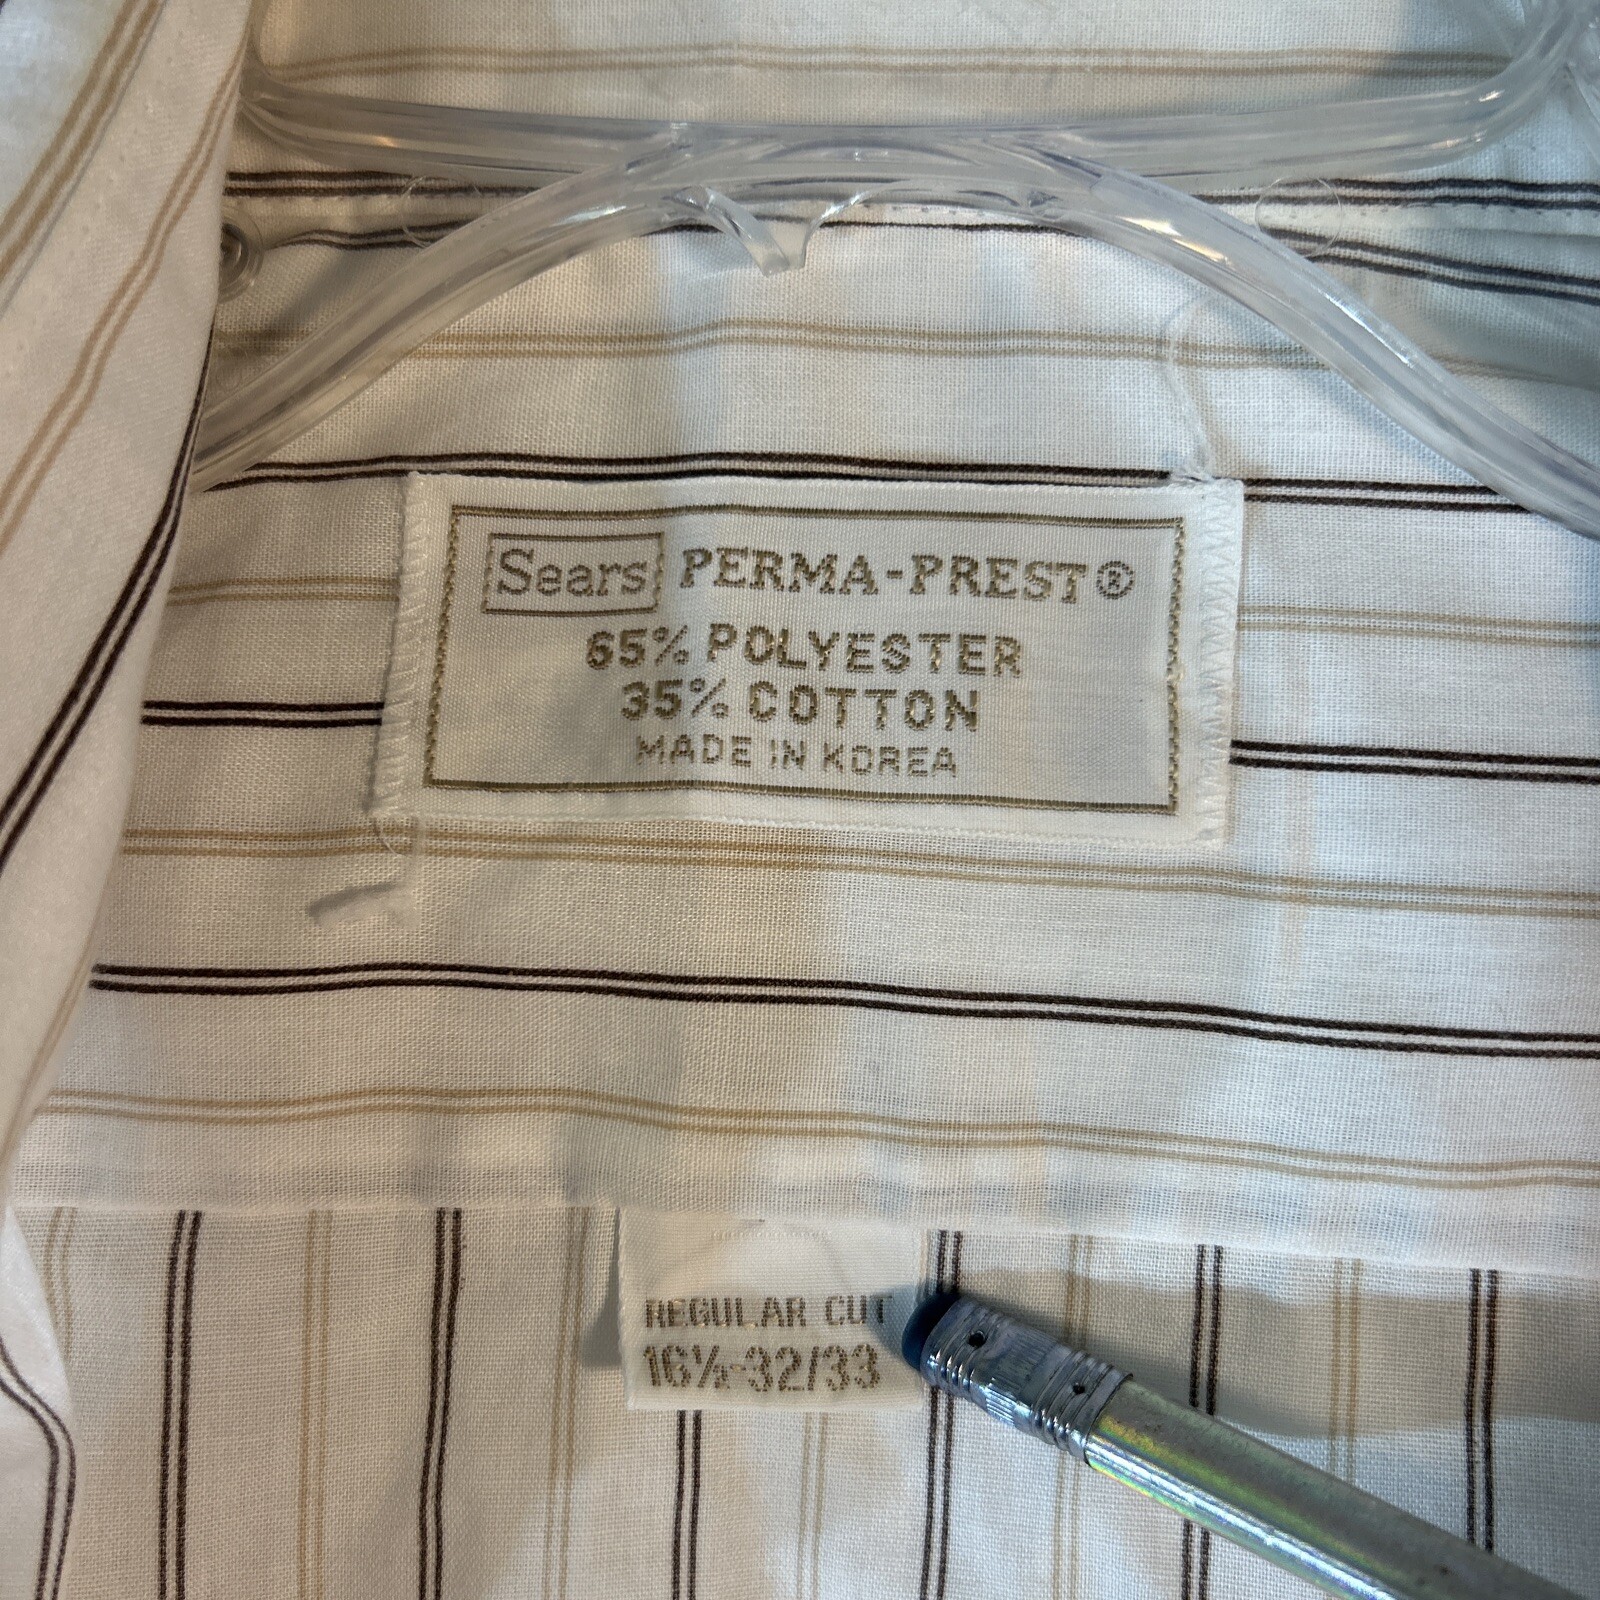 Sears PERMA-PREST®
65% POLYESTER
35% COTTON
MADE IN KOREA
REGULAR CUT
16½-32/33